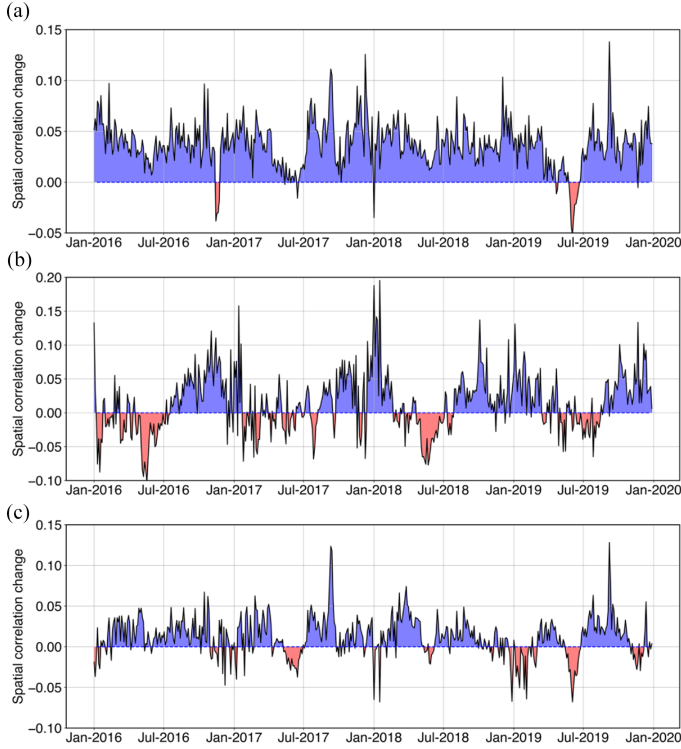 (a)
Spatial correlation change
0.15
0.10
0.05
0.00
−0.05
Jan-2016 Jul-2016 Jan-2017 Jul-2017 Jan-2018 Jul-2018 Jan-2019 Jul-2019 Jan-2020
(b)
Spatial correlation change
0.20
0.15
0.10
0.05
0.00
−0.05
−0.10
Jan-2016 Jul-2016 Jan-2017 Jul-2017 Jan-2018 Jul-2018 Jan-2019 Jul-2019 Jan-2020
(c)
Spatial correlation change
0.15
0.10
0.05
0.00
−0.05
−0.10
Jan-2016 Jul-2016 Jan-2017 Jul-2017 Jan-2018 Jul-2018 Jan-2019 Jul-2019 Jan-2020